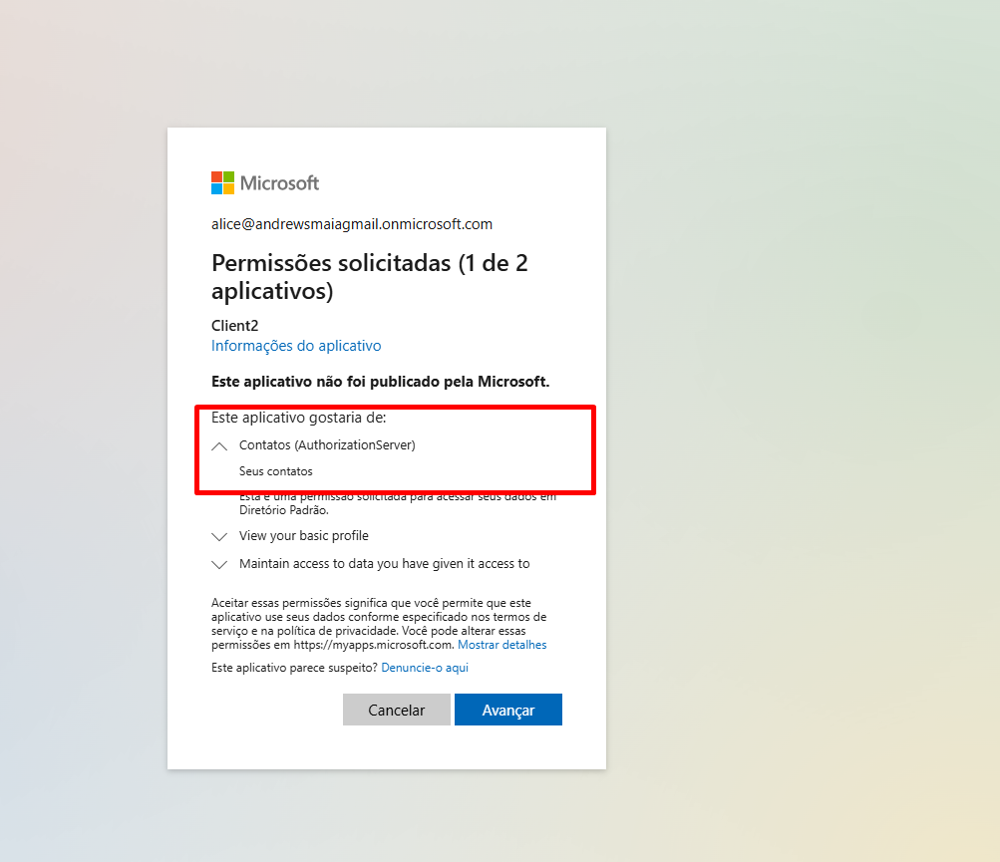 Microsoft
alice@andrewsmaiagmail.onmicrosoft.com
Permissões solicitadas (1 de 2
aplicativos)
Client2
Informações do aplicativo
Este aplicativo não foi publicado pela Microsoft.
Este aplicativo gostaria de:
Contatos (AuthorizationServer)
Seus contatos
Esta é uma permissão solicitada para acessar seus dados em
Diretório Padrão.
View your basic profile
Maintain access to data you have given it access to
Aceitar essas permissões significa que você permite que este
aplicativo use seus dados conforme especificado nos termos de
serviço e na política de privacidade. Você pode alterar essas
permissões em https://myapps.microsoft.com. Mostrar detalhes
Este aplicativo parece suspeito? Denuncie-o aqui
Cancelar
Avançar